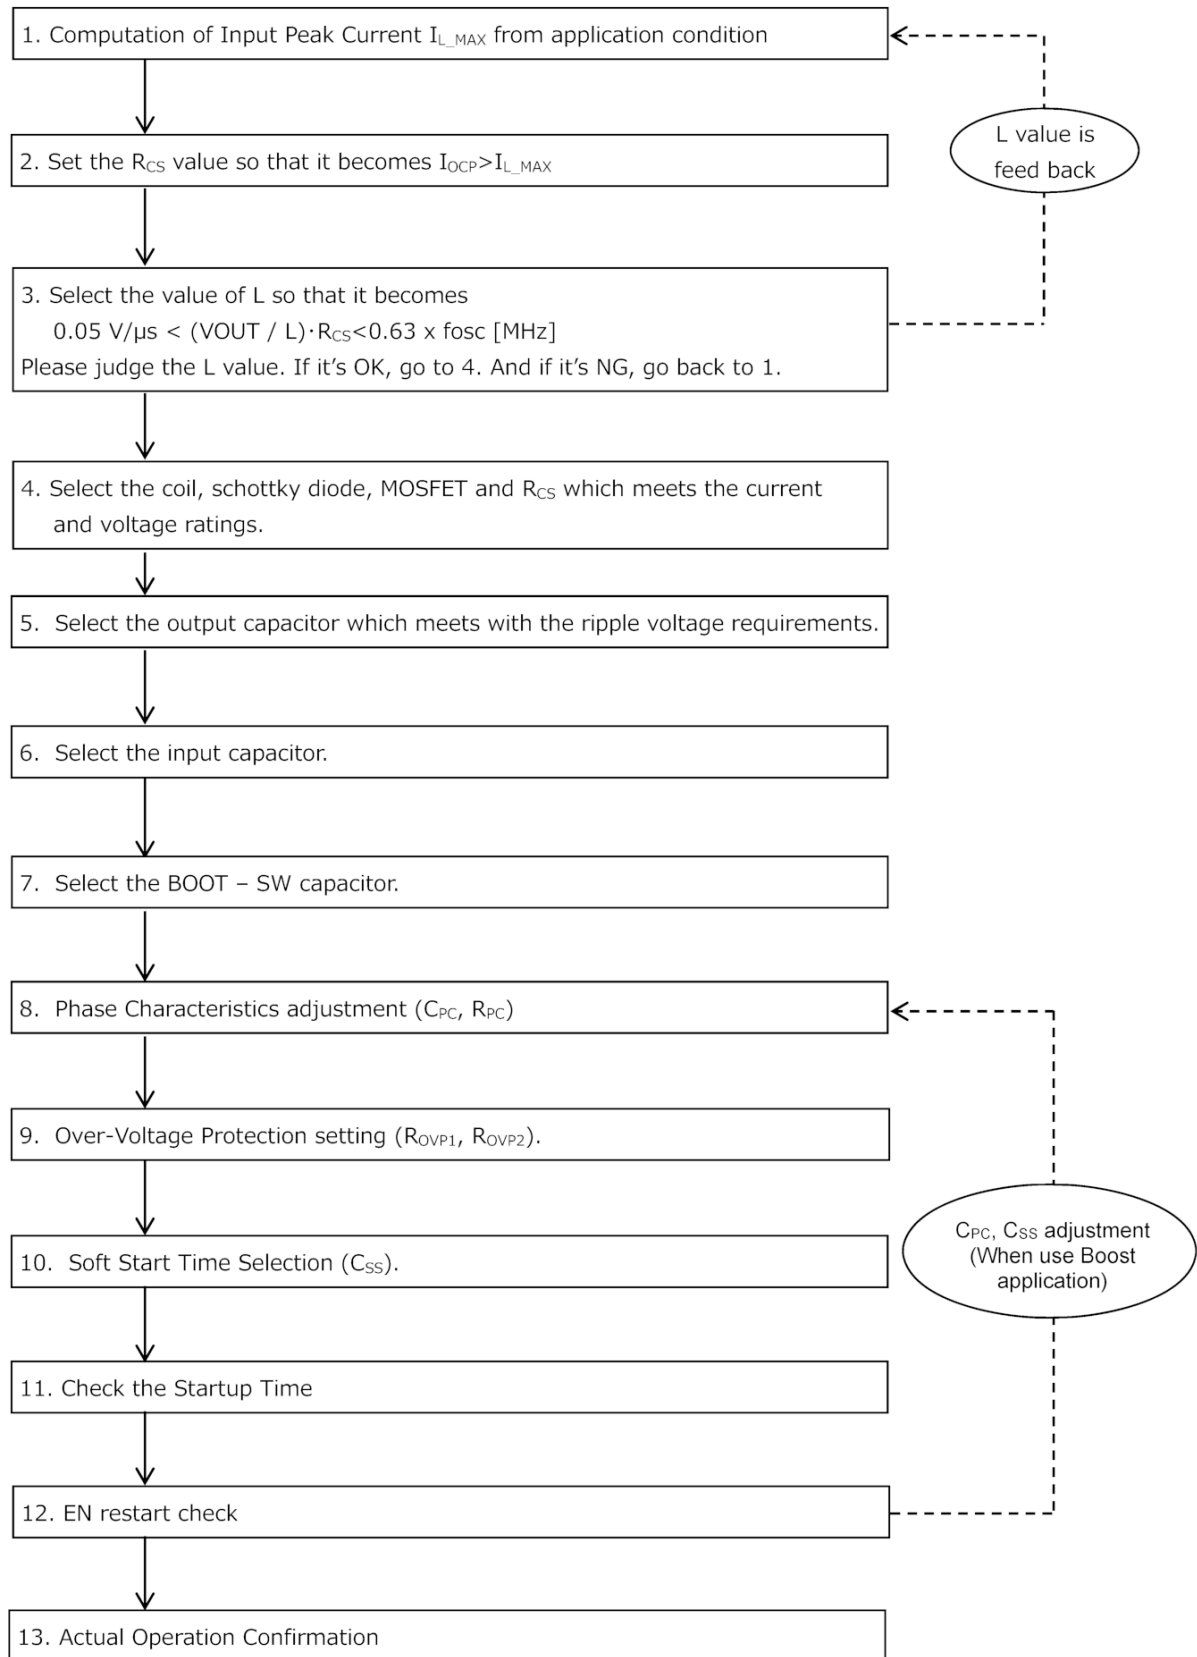 1. Computation of Input Peak Current IL_MAX from application condition
L value is
feed back
2. Set the RCS value so that it becomes IOCP>IL_MAX
3. Select the value of L so that it becomes
0.05 V/μs < (VOUT / L)·RCS<0.63 x fosc [MHz]
Please judge the L value. If it's OK, go to 4. And if it's NG, go back to 1.
4. Select the coil, schottky diode, MOSFET and RCS which meets the current
and voltage ratings.
5. Select the output capacitor which meets with the ripple voltage requirements.
6. Select the input capacitor.
7. Select the BOOT – SW capacitor.
8. Phase Characteristics adjustment (CPC, RPC)
9. Over-Voltage Protection setting (ROVP1, ROVP2).
10. Soft Start Time Selection (CSS).
CPC, CSS adjustment
(When use Boost
application)
11. Check the Startup Time
12. EN restart check
13. Actual Operation Confirmation